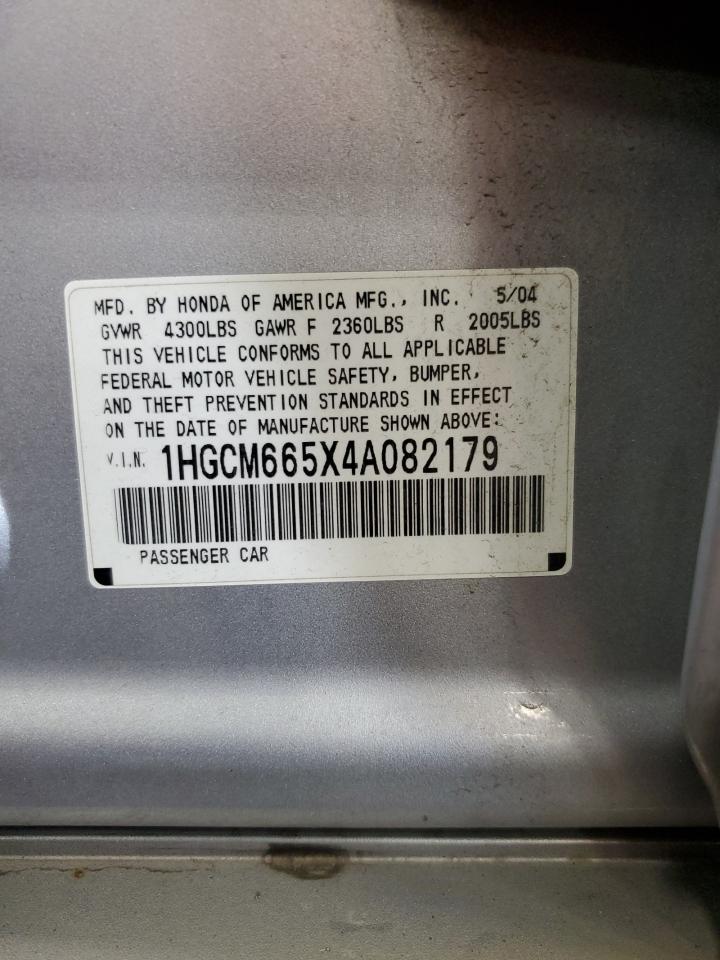 MFD. BY HONDA OF AMERICA MFG., INC. 5/04
GVWR 4300LBS GAWR F 2360LBS R 2005LBS
THIS VEHICLE CONFORMS TO ALL APPLICABLE
FEDERAL MOTOR VEHICLE SAFETY, BUMPER,
AND THEFT PREVENTION STANDARDS IN EFFECT
ON THE DATE OF MANUFACTURE SHOWN ABOVE:
V.I.N. 1HGCM665X4A082179
PASSENGER CAR